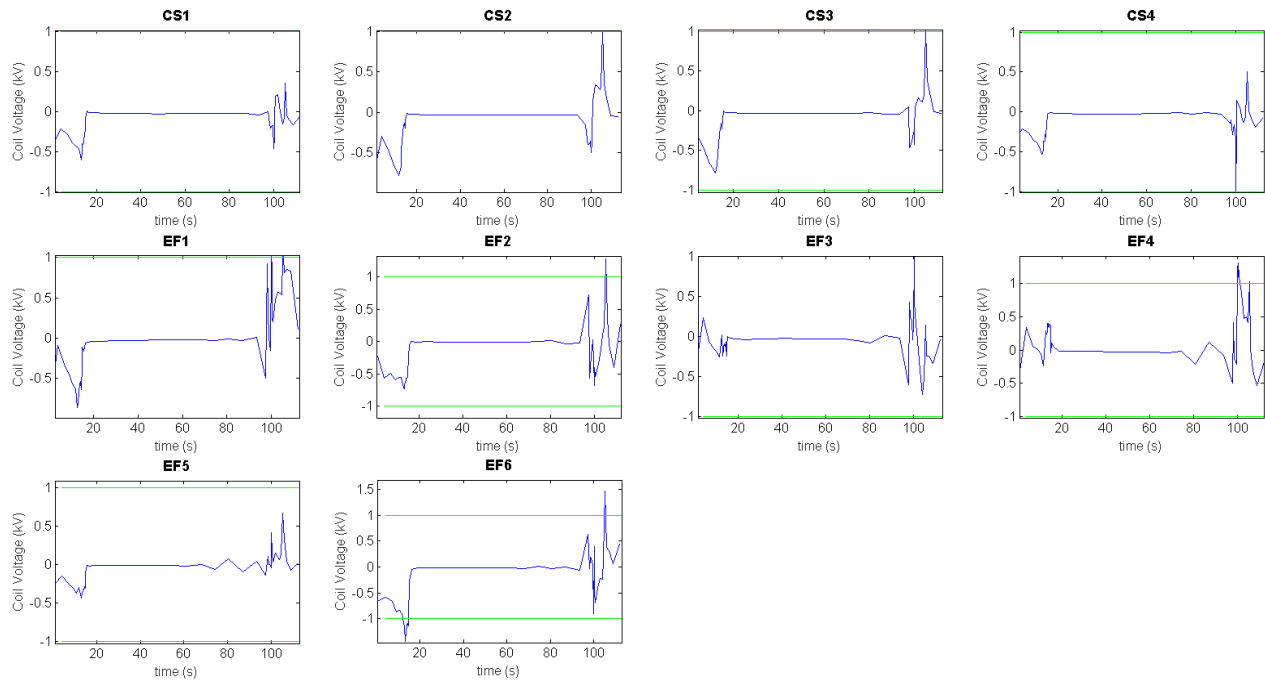 CS1 CS2 CS3 CS4
Coil Voltage (kV) 1 0.5 0 -0.5 -1
20 40 60 80 100
time (s)
Coil Voltage (kV) 1 0.5 0 -0.5 -1
20 40 60 80 100
time (s)
Coil Voltage (kV) 1 0.5 0 -0.5 -1
20 40 60 80 100
time (s)
Coil Voltage (kV) 1 0.5 0 -0.5 -1
20 40 60 80 100
time (s)
EF1 EF2 EF3 EF4
Coil Voltage (kV) 1 0.5 0 -0.5
20 40 60 80 100
time (s)
Coil Voltage (kV) 1 0.5 0 -0.5 -1
20 40 60 80 100
time (s)
Coil Voltage (kV) 1 0.5 0 -0.5 -1
20 40 60 80 100
time (s)
Coil Voltage (kV) 1 0.5 0 -0.5 -1
20 40 60 80 100
time (s)
EF5 EF6
Coil Voltage (kV) 1 0.5 0 -0.5 -1
20 40 60 80 100
time (s)
Coil Voltage (kV) 1.5 1 0.5 0 -0.5 -1
20 40 60 80 100
time (s)